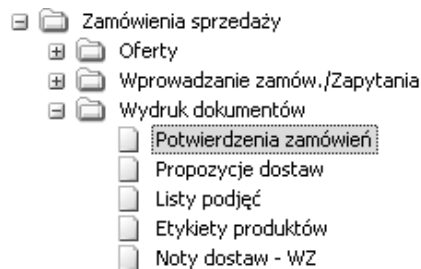 Zamówienia sprzedaży
Oferty
Wprowadzanie zamów./Zapytania
Wydruk dokumentów
Potwierdzenia zamówień
Propozycje dostaw
Listy podjęć
Etykiety produktów
Noty dostaw - WZ